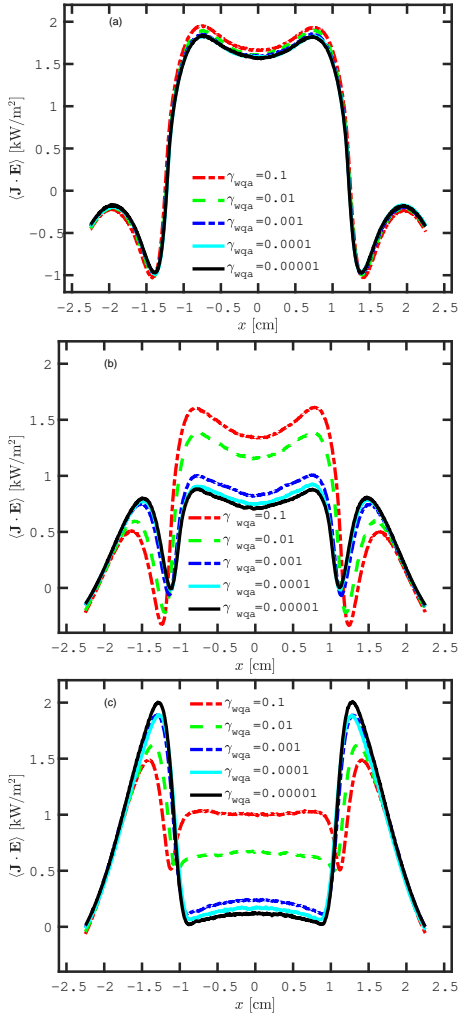 (a)
2
1.5
1
0.5
0
−0.5
−1
⟨J · E⟩ [kW/m²]
γwqa=0.1
γwqa=0.01
γwqa=0.001
γwqa=0.0001
γwqa=0.00001
−2.5 −2 −1.5 −1 −0.5 0 0.5 1 1.5 2 2.5
x [cm]
(b)
2
1.5
1
0.5
0
⟨J · E⟩ [kW/m²]
γwqa=0.1
γwqa=0.01
γwqa=0.001
γwqa=0.0001
γwqa=0.00001
−2.5 −2 −1.5 −1 −0.5 0 0.5 1 1.5 2 2.5
x [cm]
(c)
2
1.5
1
0.5
0
⟨J · E⟩ [kW/m²]
γwqa=0.1
γwqa=0.01
γwqa=0.001
γwqa=0.0001
γwqa=0.00001
−2.5 −2 −1.5 −1 −0.5 0 0.5 1 1.5 2 2.5
x [cm]